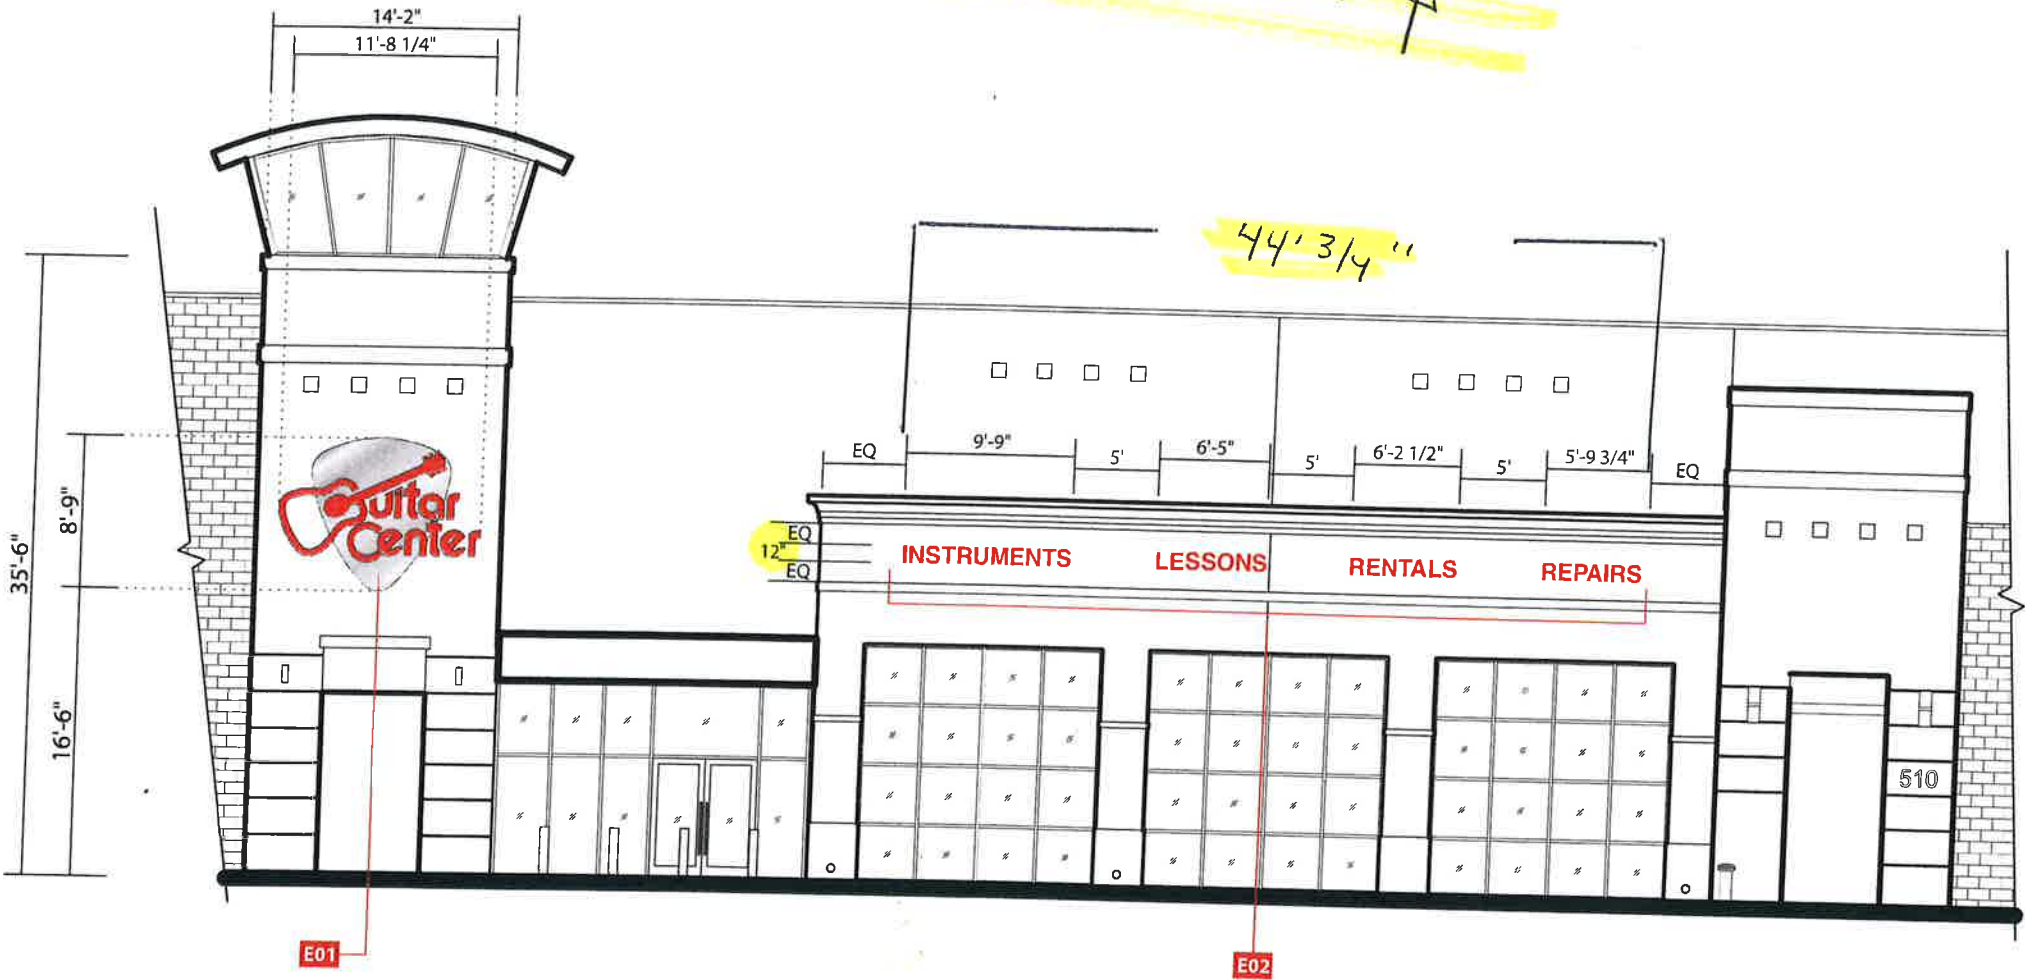 14'-2"
11'-8 1/4"
44' 3/4"
EQ
9'-9"
5'
6'-5"
5'
6'-2 1/2"
5'
5'-9 3/4"
EQ
35'-6"
8'-9"
16'-6"
Guitar
Center
EQ
12"
EQ
INSTRUMENTS LESSONS RENTALS REPAIRS
510
E01
E02